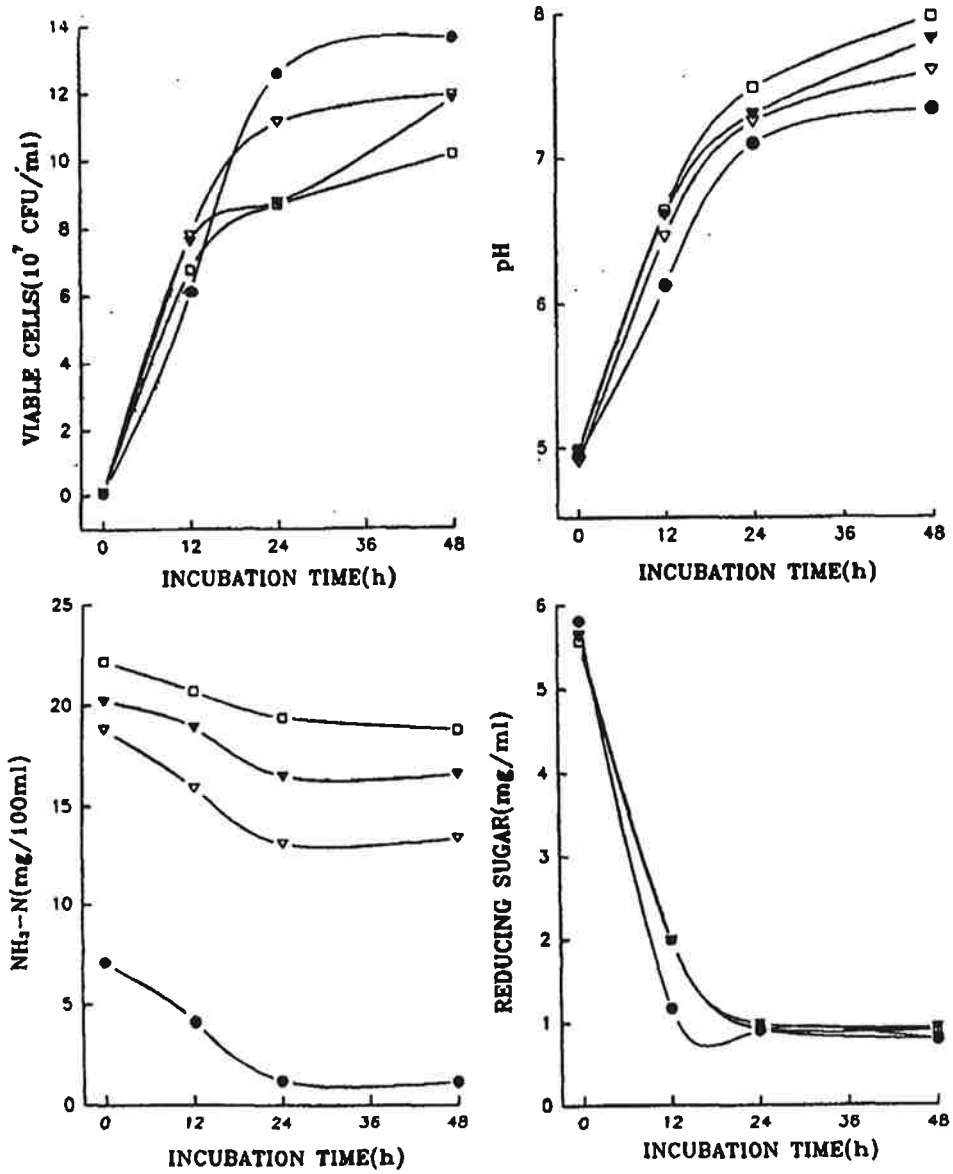 VIABLE CELLS(10⁷ CFU/ml)
14
12
10
8
6
4
2
0
0 12 24 36 48
INCUBATION TIME(h)
pH
8
7
6
5
0 12 24 36 48
INCUBATION TIME(h)
NH₃-N(mg/100ml)
25
20
15
10
5
0
0 12 24 36 48
INCUBATION TIME(h)
REDUCING SUGAR(mg/ml)
6
5
4
3
2
1
0
0 12 24 36 48
INCUBATION TIME(h)